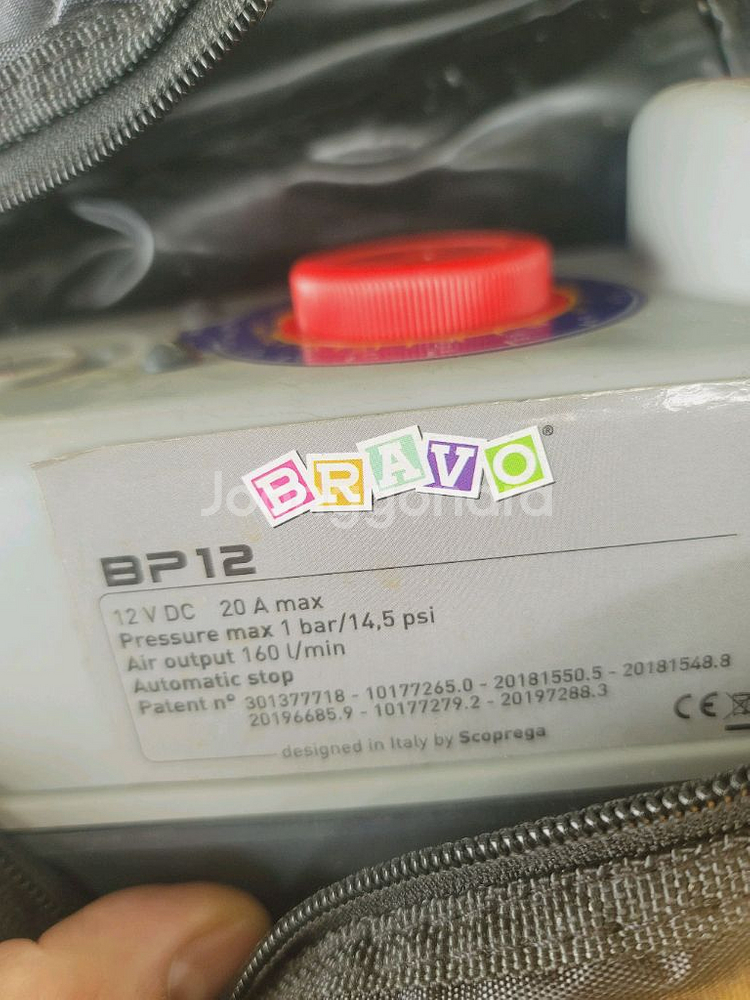 BRAVO®
BP12
12 V DC 20 A max
Pressure max 1 bar/14,5 psi
Air output 160 l/min
Automatic stop
Patent n° 301377718 - 10177265.0 - 20181550.5 - 20181548.8
20196685.9 - 10177279.2 - 20197288.3
CE
designed in Italy by Scoprega